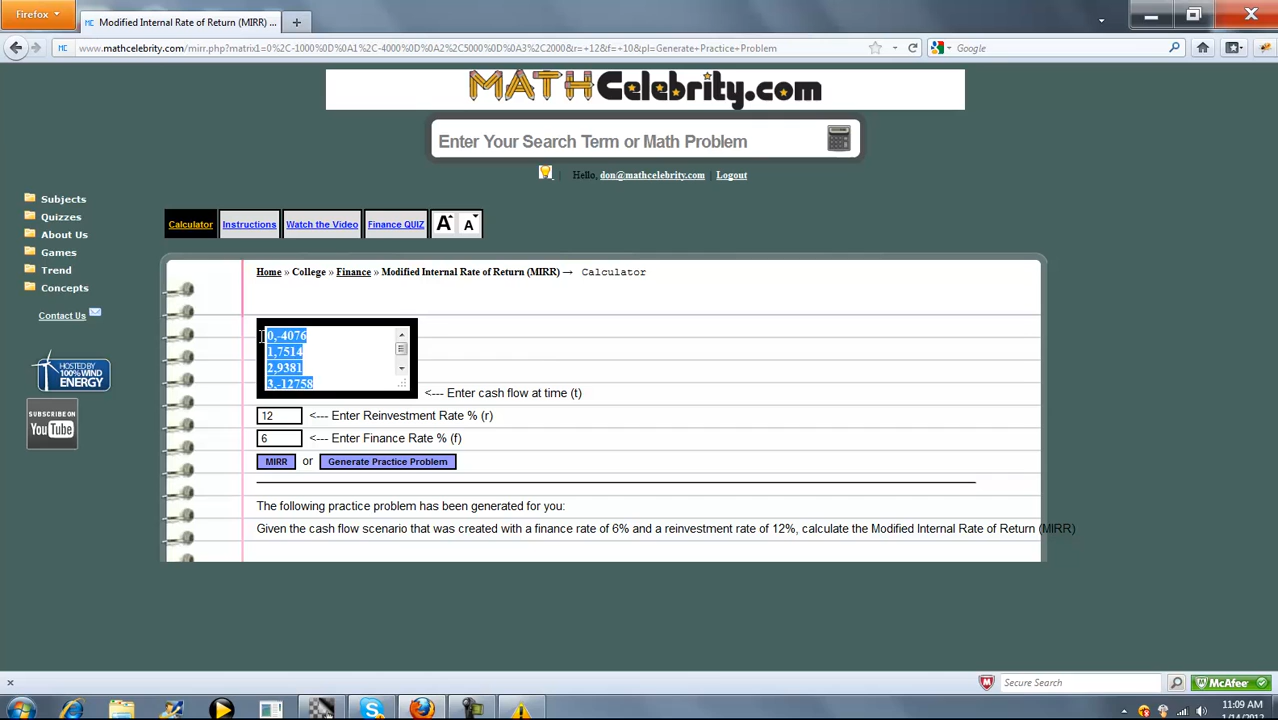 Firefox
Modified Internal Rate of Return (MIRR) ...
www.mathcelebrity.com/mirr.php?matrix1=0%2C-1000%0D%0A1%2C-4000%0D%0A2%2C5000%0D%0A3%2C2000&r=+12&f=+10&pl=Generate+Practice+Problem
Google
MATHCelebrity.com
Enter Your Search Term or Math Problem
Hello, don@mathcelebrity.com | Logout
Subjects
Quizzes
About Us
Games
Trend
Concepts
Contact Us
HOSTED BY
100% WIND
ENERGY
SUBSCRIBE ON
YouTube
Calculator
Instructions
Watch the Video
Finance QUIZ
A A
Home » College » Finance » Modified Internal Rate of Return (MIRR) → Calculator
0,-4076
1,7514
2,9381
3,-12758
<--- Enter cash flow at time (t)
12 <--- Enter Reinvestment Rate % (r)
6 <--- Enter Finance Rate % (f)
MIRR or Generate Practice Problem
The following practice problem has been generated for you:
Given the cash flow scenario that was created with a finance rate of 6% and a reinvestment rate of 12%, calculate the Modified Internal Rate of Return (MIRR)
Secure Search
McAfee
11:09 AM
1/14/2012